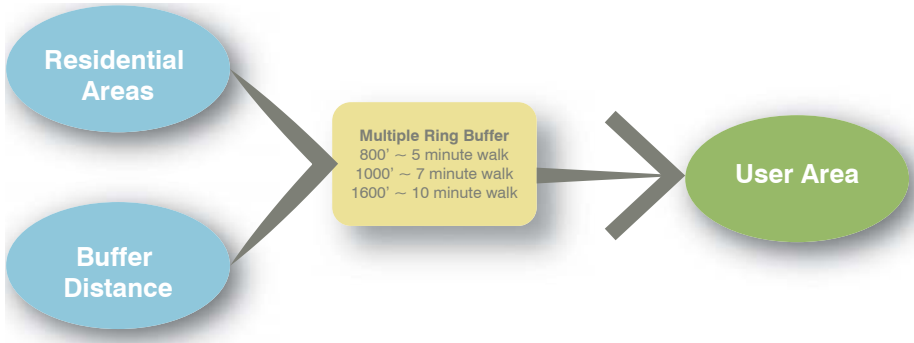 Residential
Areas
Buffer
Distance
Multiple Ring Buffer
800' ~ 5 minute walk
1000' ~ 7 minute walk
1600' ~ 10 minute walk
User Area